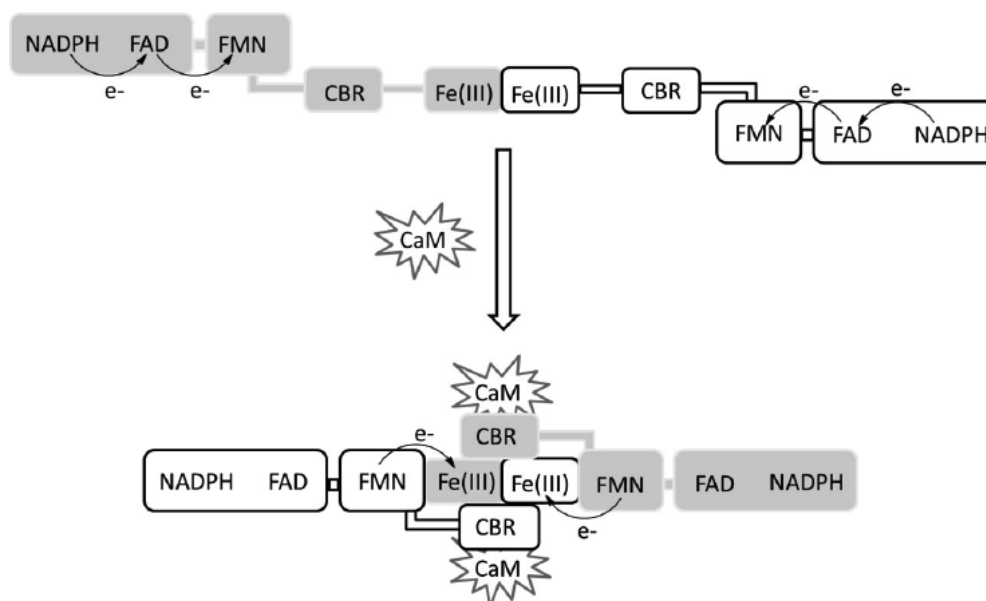 NADPH FAD FMN
e- e-
CBR Fe(III) Fe(III) CBR
e- e-
FMN FAD NADPH
CaM
CaM
CBR
e-
NADPH FAD FMN Fe(III) Fe(III) FMN FAD NADPH
CBR e-
CaM